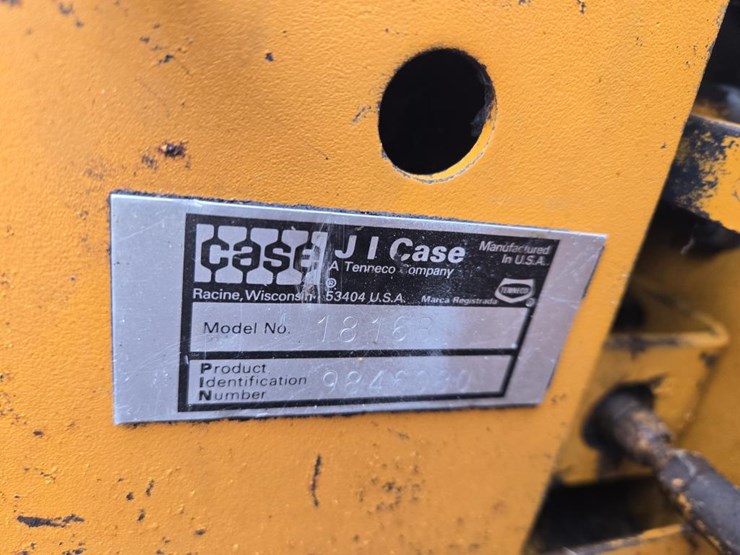 case J I Case Manufactured
In U.S.A.
A Tenneco Company
TENNECO
Racine, Wisconsin 53404 U.S.A. Marca Registrada ®
Model No. 1816B
Product
Identification
Number